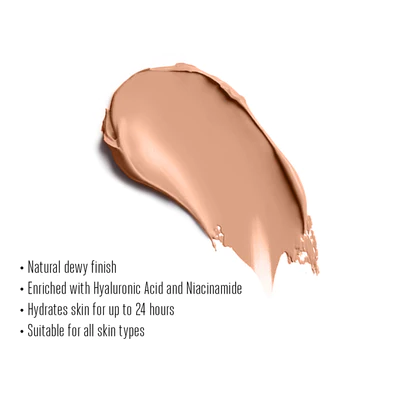 • Natural dewy finish
• Enriched with Hyaluronic Acid and Niacinamide
• Hydrates skin for up to 24 hours
• Suitable for all skin types